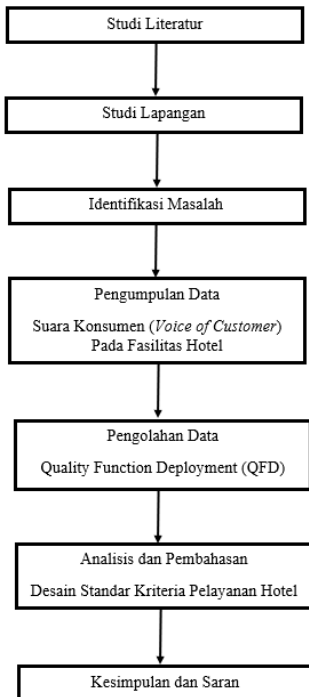 Studi Literatur
Studi Lapangan
Identifikasi Masalah
Pengumpulan Data
Suara Konsumen (Voice of Customer)
Pada Fasilitas Hotel
Pengolahan Data
Quality Function Deployment (QFD)
Analisis dan Pembahasan
Desain Standar Kriteria Pelayanan Hotel
Kesimpulan dan Saran